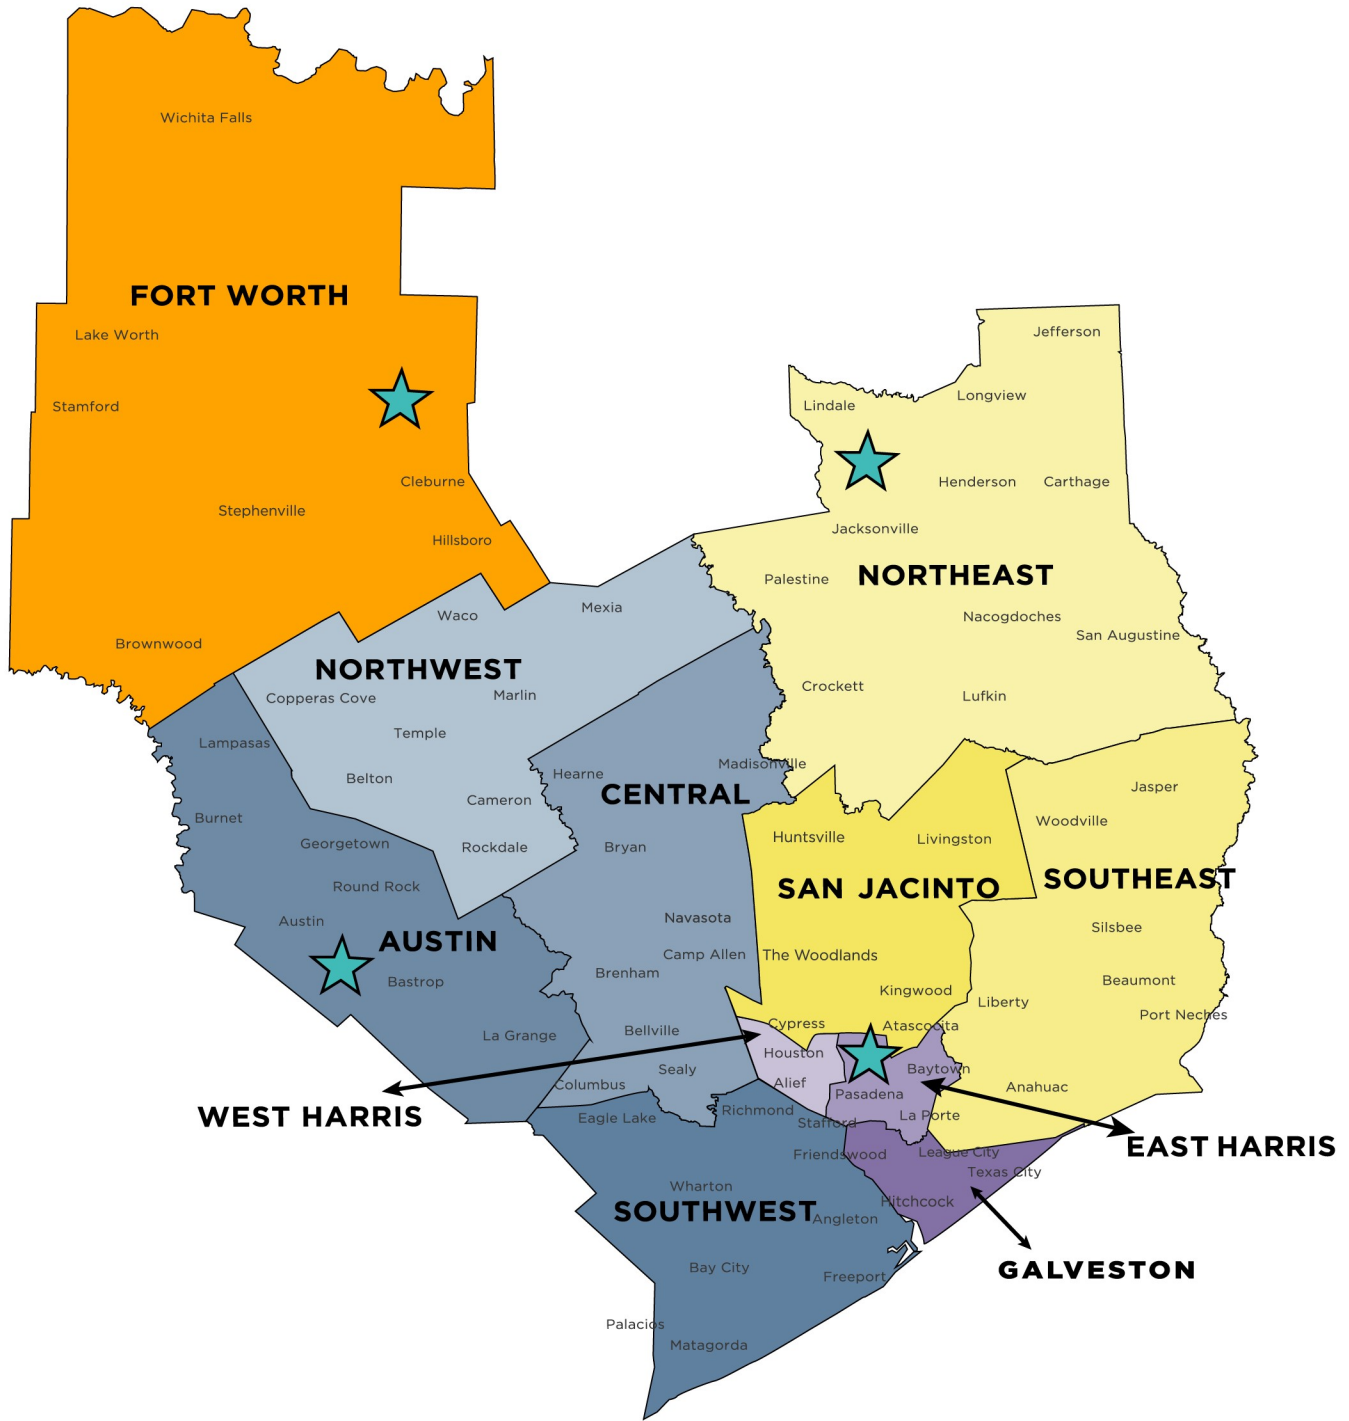 Wichita Falls
FORT WORTH
Lake Worth
Stamford
Cleburne
Stephenville
Hillsboro
Brownwood
Jefferson
Longview
Lindale
Henderson
Carthage
Jacksonville
Palestine
NORTHEAST
Nacogdoches
San Augustine
Crockett
Lufkin
Waco
Mexia
NORTHWEST
Copperas Cove
Marlin
Temple
Belton
Cameron
Rockdale
Lampasas
Burnet
Georgetown
Round Rock
Austin
AUSTIN
Bastrop
La Grange
Madisonville
Hearne
CENTRAL
Bryan
Navasota
Camp Allen
Brenham
Bellville
Sealy
Columbus
Huntsville
Livingston
SAN JACINTO
The Woodlands
Kingwood
Cypress
Atascocita
Jasper
Woodville
SOUTHEAST
Silsbee
Beaumont
Liberty
Port Neches
Anahuac
Houston
Alief
WEST HARRIS
Baytown
Pasadena
La Porte
EAST HARRIS
Eagle Lake
Richmond
Stafford
Friendswood
League City
Texas City
Hitchcock
GALVESTON
Wharton
SOUTHWEST
Angleton
Bay City
Freeport
Palacios
Matagorda